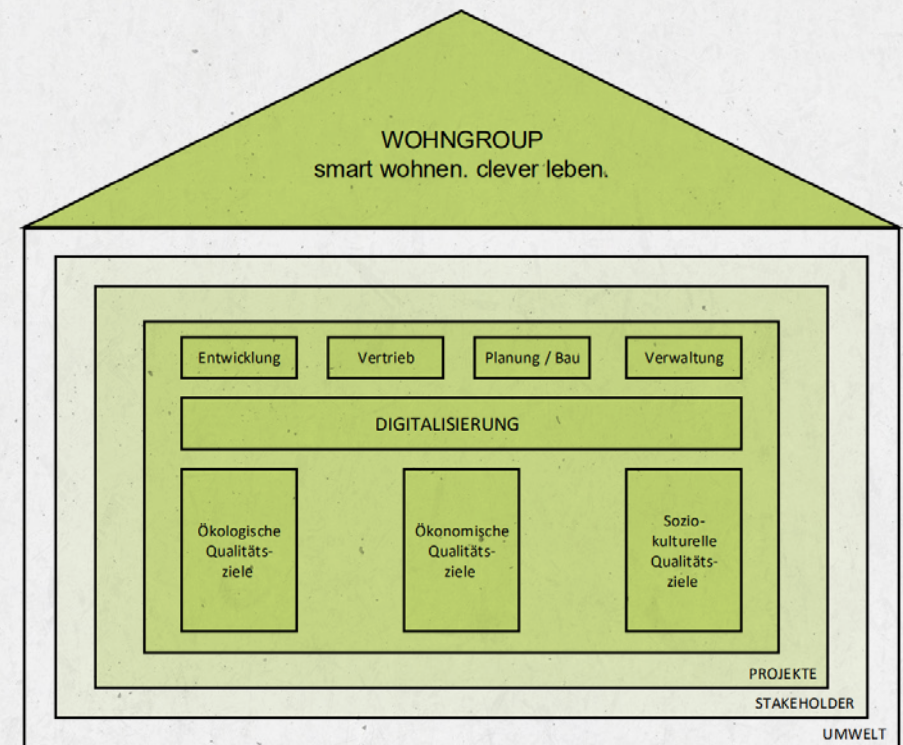 WOHNGROUP
smart wohnen. clever leben.
Entwicklung
Vertrieb
Planung / Bau
Verwaltung
DIGITALISIERUNG
Ökologische
Qualitäts-
ziele
Ökonomische
Qualitäts-
ziele
Sozio-
kulturelle
Qualitäts-
ziele
PROJEKTE
STAKEHOLDER
UMWELT